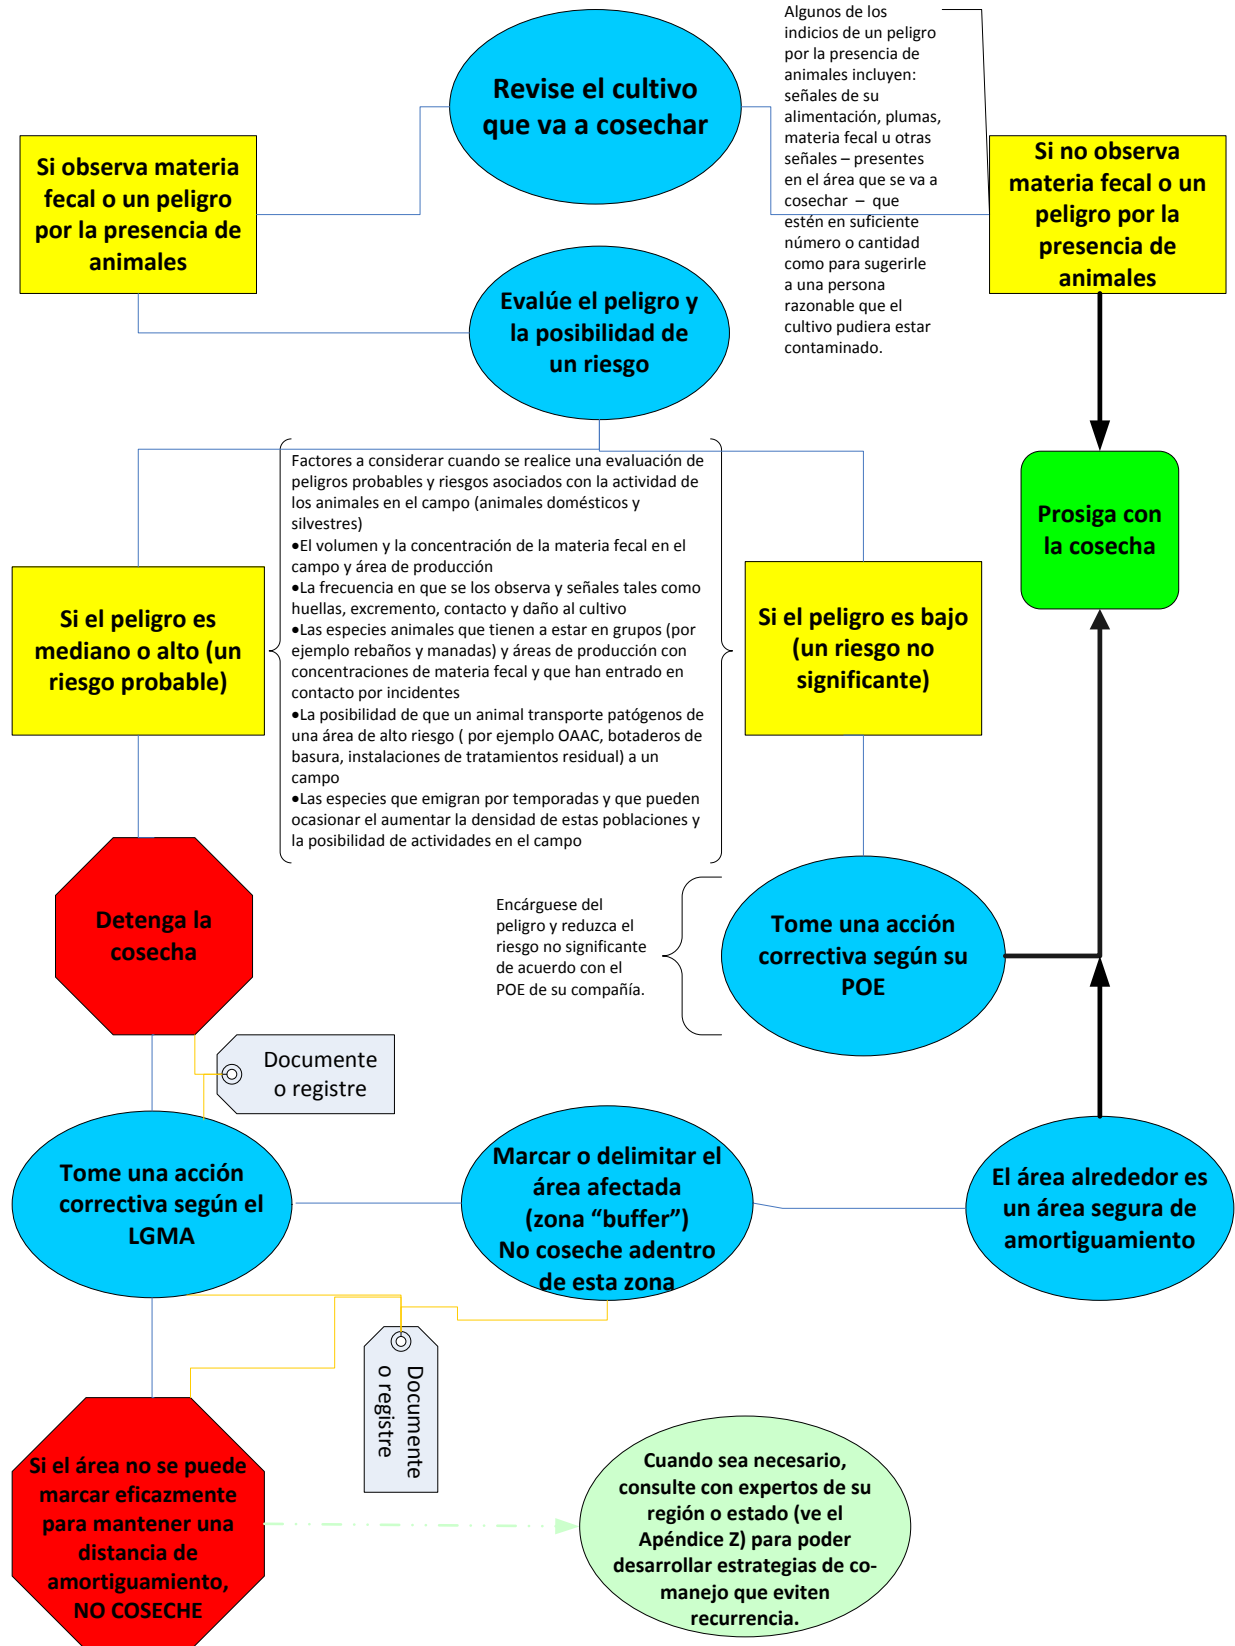 Revise el cultivo
que va a cosechar
Algunos de los
indicios de un peligro
por la presencia de
animales incluyen:
señales de su
alimentación, plumas,
materia fecal u otras
señales – presentes
en el área que se va a
cosechar – que
estén en suficiente
número o cantidad
como para sugerirle
a una persona
razonable que el
cultivo pudiera estar
contaminado.
Si observa materia
fecal o un peligro
por la presencia de
animales
Si no observa
materia fecal o un
peligro por la
presencia de
animales
Evalúe el peligro y
la posibilidad de
un riesgo
Factores a considerar cuando se realice una evaluación de
peligros probables y riesgos asociados con la actividad de
los animales en el campo (animales domésticos y
silvestres)
•El volumen y la concentración de la materia fecal en el
campo y área de producción
•La frecuencia en que se los observa y señales tales como
huellas, excremento, contacto y daño al cultivo
•Las especies animales que tienen a estar en grupos (por
ejemplo rebaños y manadas) y áreas de producción con
concentraciones de materia fecal y que han entrado en
contacto por incidentes
•La posibilidad de que un animal transporte patógenos de
una área de alto riesgo ( por ejemplo OAAC, botaderos de
basura, instalaciones de tratamientos residual) a un
campo
•Las especies que emigran por temporadas y que pueden
ocasionar el aumentar la densidad de estas poblaciones y
la posibilidad de actividades en el campo
Prosiga con
la cosecha
Si el peligro es
mediano o alto (un
riesgo probable)
Si el peligro es bajo
(un riesgo no
significante)
Detenga la
cosecha
Encárguese del
peligro y reduzca el
riesgo no significante
de acuerdo con el
POE de su compañía.
Tome una acción
correctiva según su
POE
Documente
o registre
Tome una acción
correctiva según el
LGMA
Marcar o delimitar el
área afectada
(zona “buffer”)
No coseche adentro
de esta zona
El área alrededor es
un área segura de
amortiguamiento
Documente
o registre
Si el área no se puede
marcar eficazmente
para mantener una
distancia de
amortiguamiento,
NO COSECHE
Cuando sea necesario,
consulte con expertos de su
región o estado (ve el
Apéndice Z) para poder
desarrollar estrategias de co-
manejo que eviten
recurrencia.